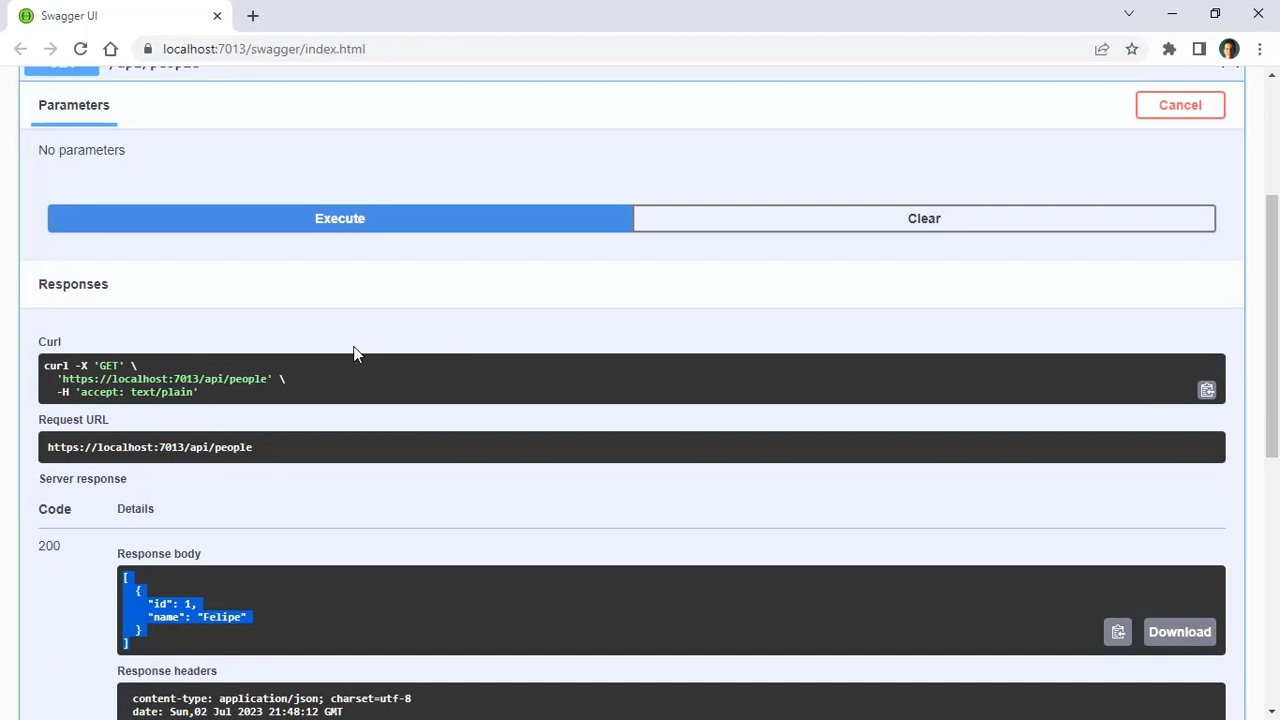 Swagger UI
localhost:7013/swagger/index.html
GET /api/people
Parameters
Cancel
No parameters
Execute
Clear
Responses
Curl
curl -X 'GET' \
'https://localhost:7013/api/people' \
-H 'accept: text/plain'
Request URL
https://localhost:7013/api/people
Server response
Code Details
200
Response body
[
{
"id": 1,
"name": "Felipe"
}
]
Download
Response headers
content-type: application/json; charset=utf-8
date: Sun,02 Jul 2023 21:48:12 GMT